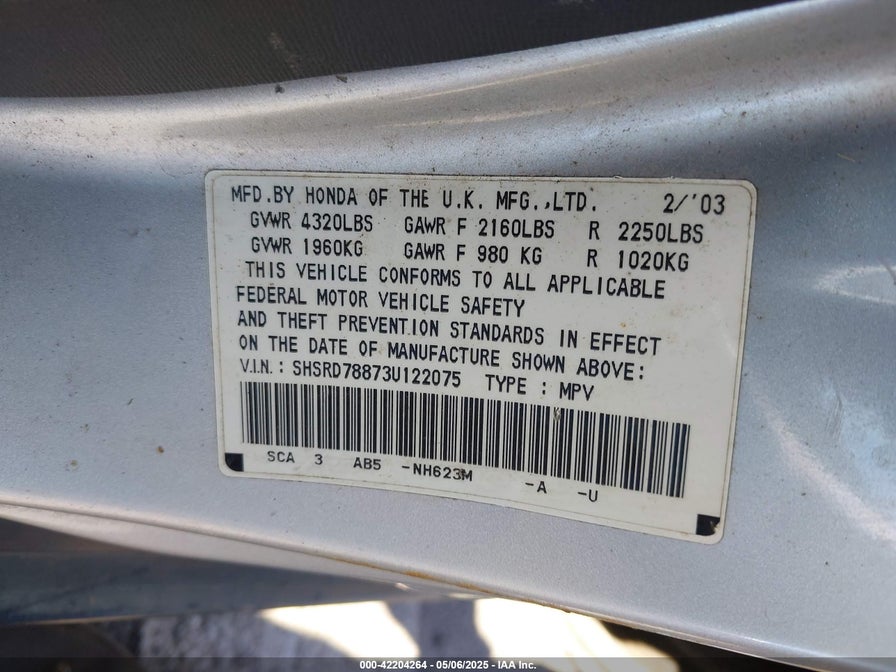 MFD.BY HONDA OF THE U.K. MFG.,LTD. 2/'03
GVWR 4320LBS GAWR F 2160LBS R 2250LBS
GVWR 1960KG GAWR F 980 KG R 1020KG
THIS VEHICLE CONFORMS TO ALL APPLICABLE
FEDERAL MOTOR VEHICLE SAFETY
AND THEFT PREVENTION STANDARDS IN EFFECT
ON THE DATE OF MANUFACTURE SHOWN ABOVE:
V.I.N.: SHSRD78873U122075 TYPE : MPV
SCA 3 AB5 -NH623M -A -U
000-42204264 — 05/06/2025 — IAA Inc.